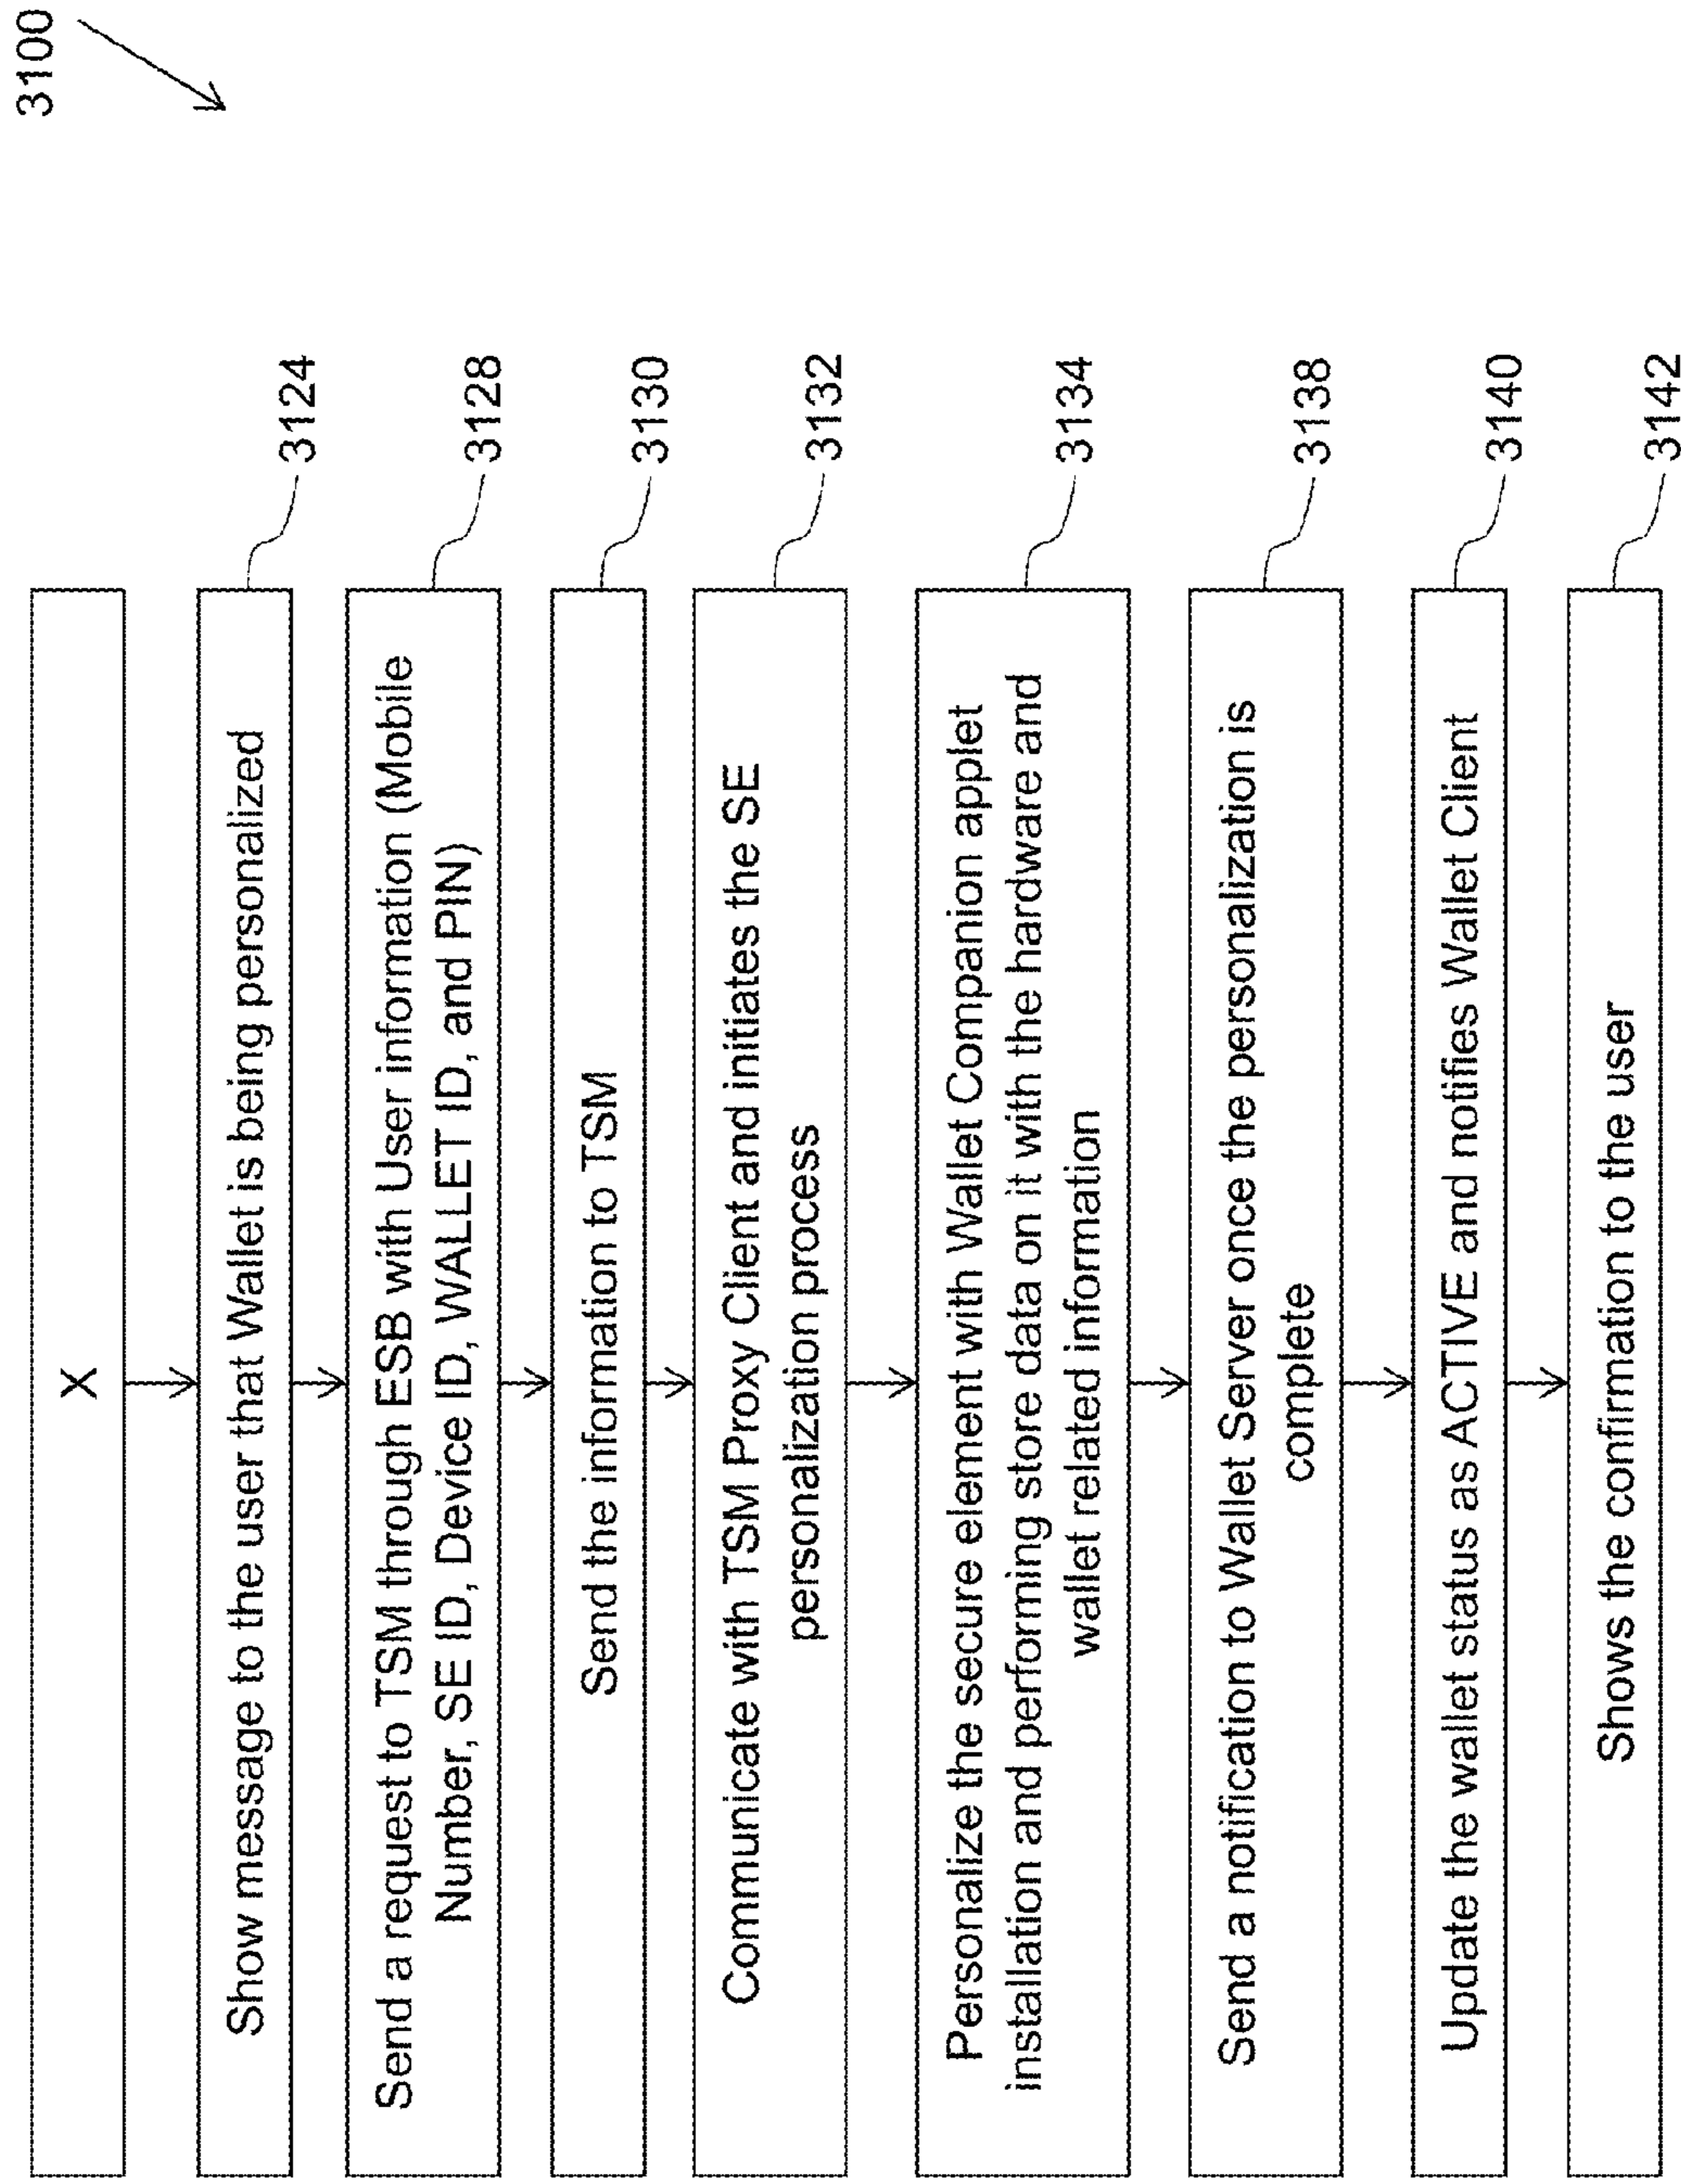 3100
X
Show message to the user that Wallet is being personalized
3124
Send a request to TSM through ESB with User information (Mobile
Number, SE ID, Device ID, WALLET ID, and PIN)
3128
Send the information to TSM
3130
Communicate with TSM Proxy Client and initiates the SE
personalization process
3132
Personalize the secure element with Wallet Companion applet
installation and performing store data on it with the hardware and
wallet related information
3134
Send a notification to Wallet Server once the personalization is
complete
3138
Update the wallet status as ACTIVE and notifies Wallet Client
3140
Shows the confirmation to the user
3142